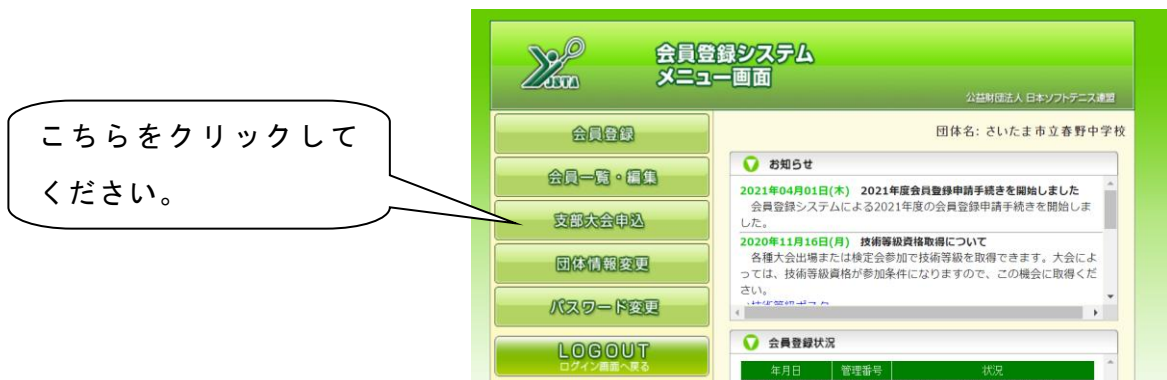 会員登録システム
メニュー画面
JSTA
公益財団法人 日本ソフトテニス連盟
こちらをクリックして
ください。
会員登録
会員一覧・編集
支部大会申込
団体情報変更
パスワード変更
LOGOUT
ログイン画面へ戻る
団体名: さいたま市立春野中学校
お知らせ
2021年04月01日(木) 2021年度会員登録申請手続きを開始しました
会員登録システムによる2021年度の会員登録申請手続きを開始しま
した。
2020年11月16日(月) 技術等級資格取得について
各種大会出場または検定会参加で技術等級を取得できます。大会によ
っては、技術等級資格が参加条件になりますので、この機会に取得くだ
さい。
会員登録状況
年月日 管理番号 状況